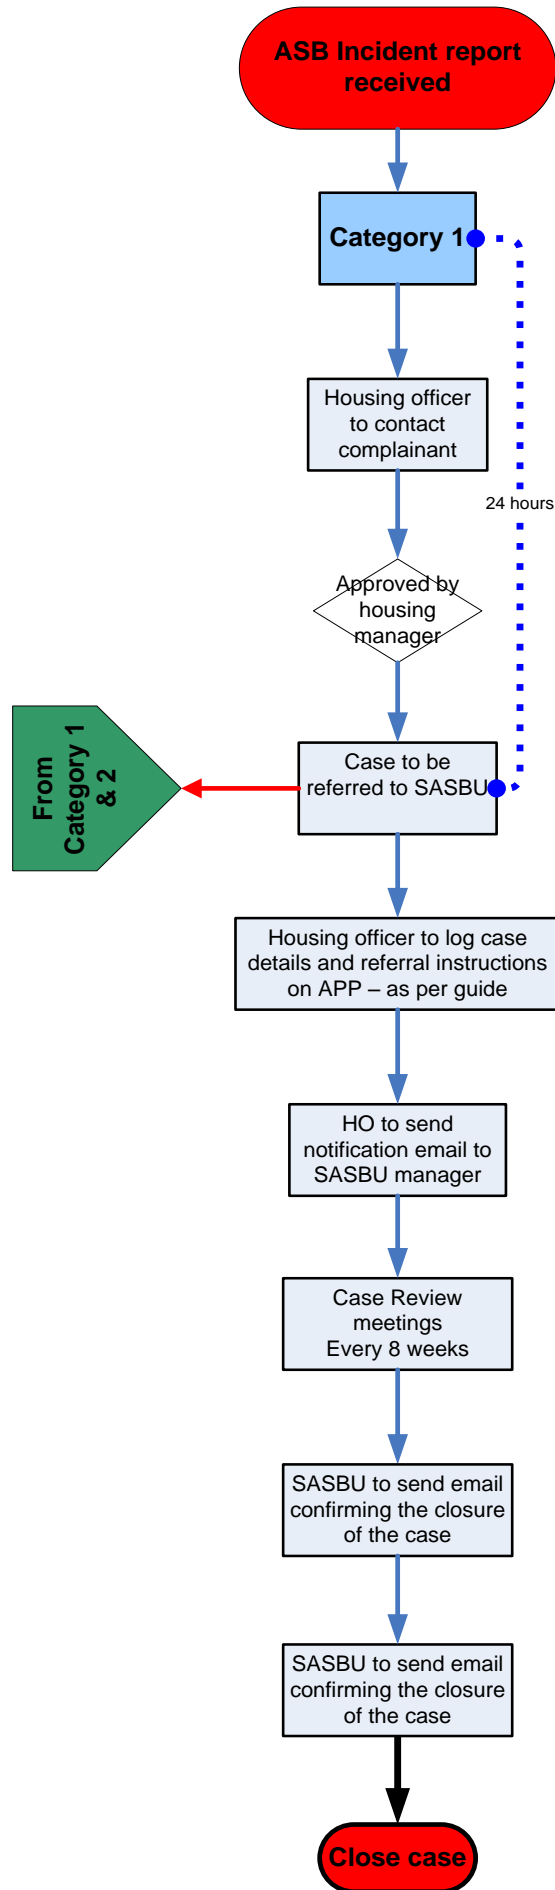 ASB Incident report
received
Category 1
Housing officer
to contact
complainant
24 hours
Approved by
housing
manager
From
Category 1
& 2
Case to be
referred to SASBU
Housing officer to log case
details and referral instructions
on APP – as per guide
HO to send
notification email to
SASBU manager
Case Review
meetings
Every 8 weeks
SASBU to send email
confirming the closure
of the case
SASBU to send email
confirming the closure
of the case
Close case